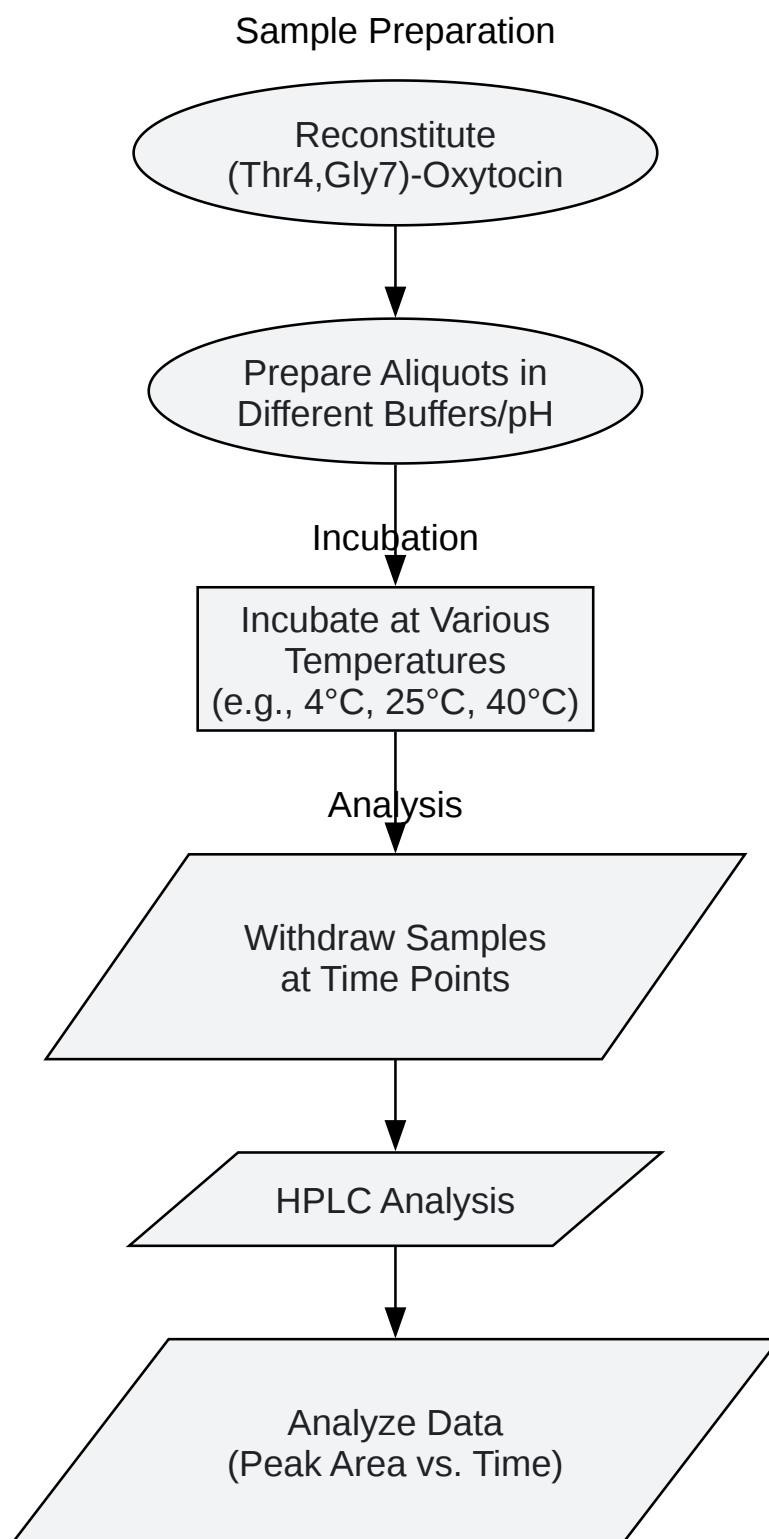 Sample Preparation
Reconstitute
(Thr4,Gly7)-Oxytocin
Prepare Aliquots in
Different Buffers/pH
Incubation
Incubate at Various
Temperatures
(e.g., 4°C, 25°C, 40°C)
Analysis
Withdraw Samples
at Time Points
HPLC Analysis
Analyze Data
(Peak Area vs. Time)